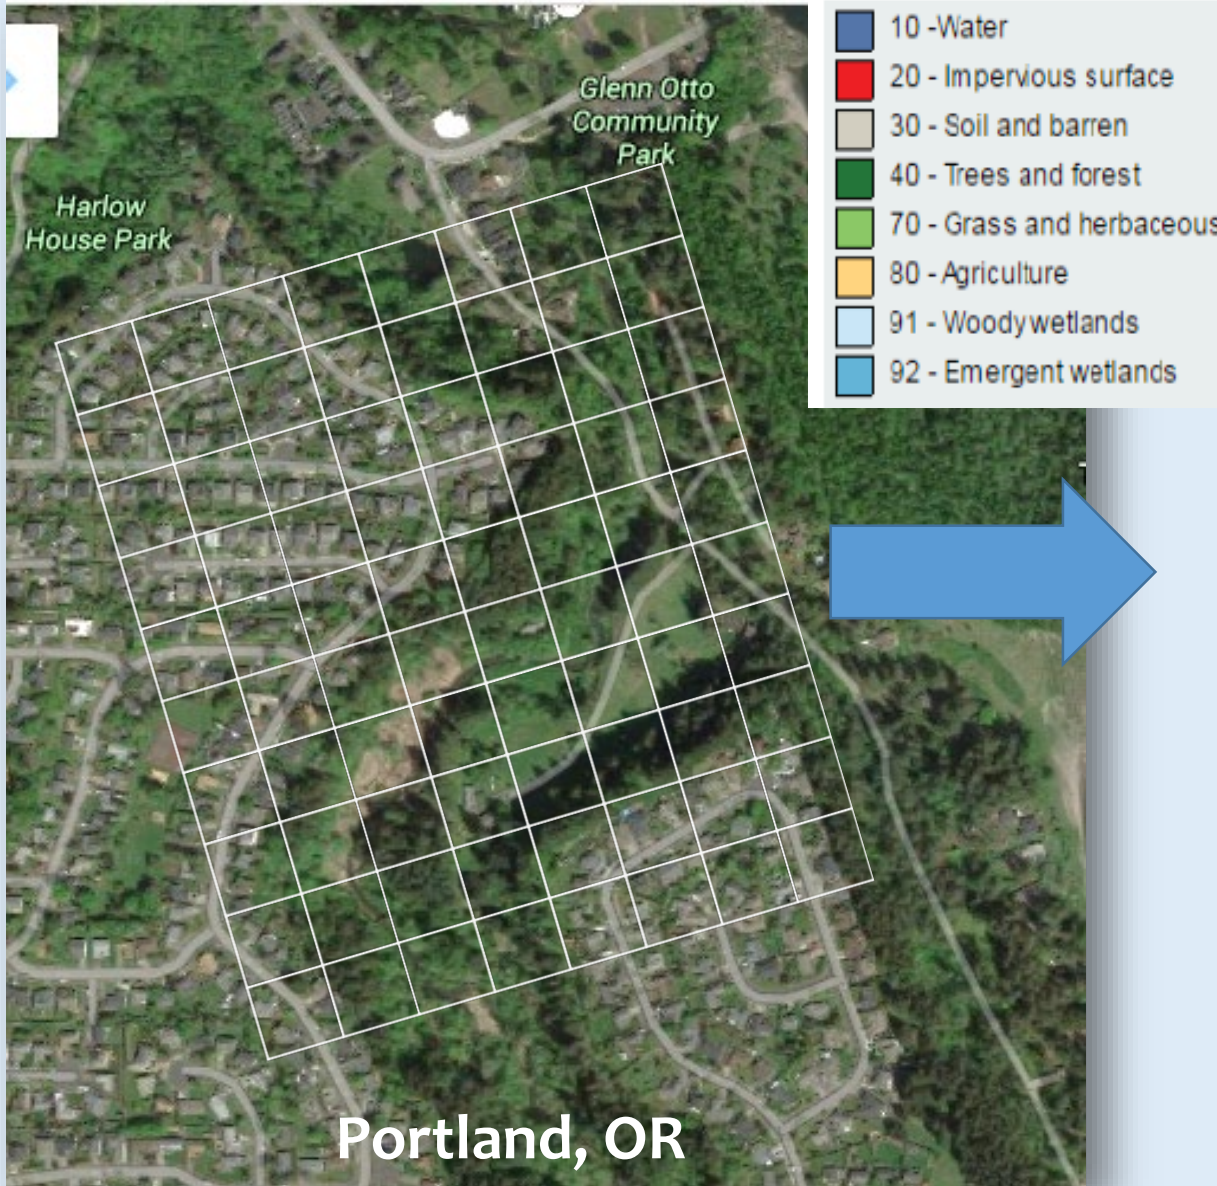 Glenn Otto
Community
Park
Harlow
House Park
10 -Water
20 - Impervious surface
30 - Soil and barren
40 - Trees and forest
70 - Grass and herbaceous
80 - Agriculture
91 - Woody wetlands
92 - Emergent wetlands
Portland, OR